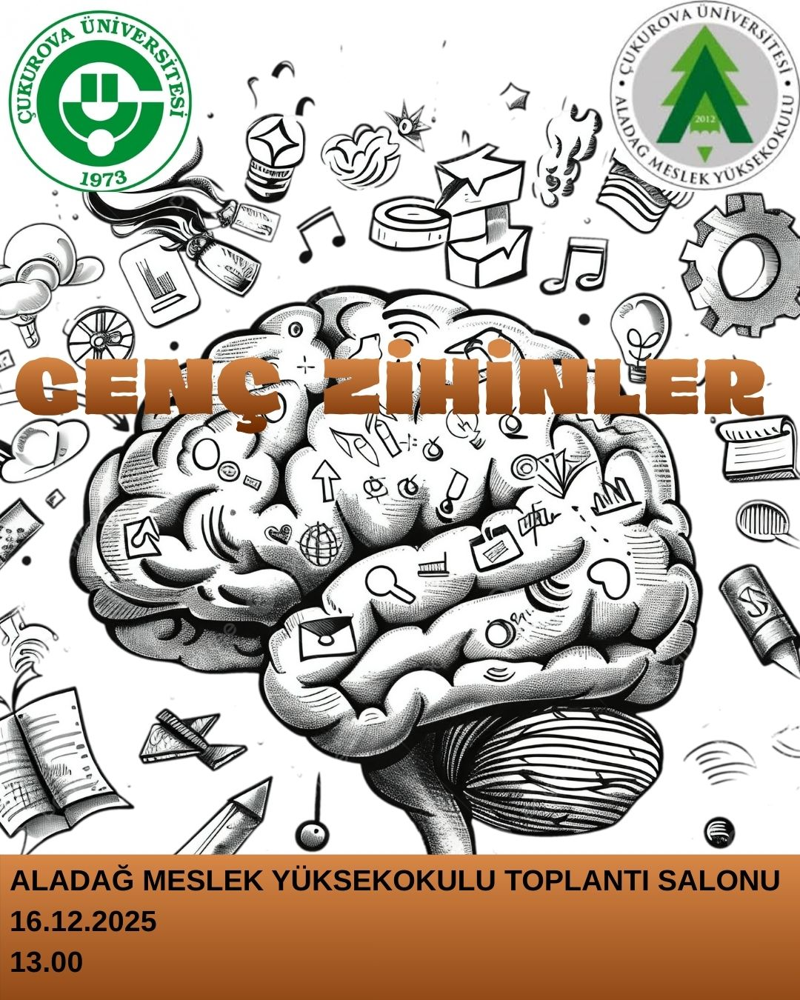 ÇUKUROVA ÜNİVERSİTESİ
1973
ÇUKUROVA ÜNİVERSİTESİ
2012
ALADAĞ MESLEK YÜKSEKOKULU
GENÇ ZİHİNLER
ALADAĞ MESLEK YÜKSEKOKULU TOPLANTI SALONU
16.12.2025
13.00